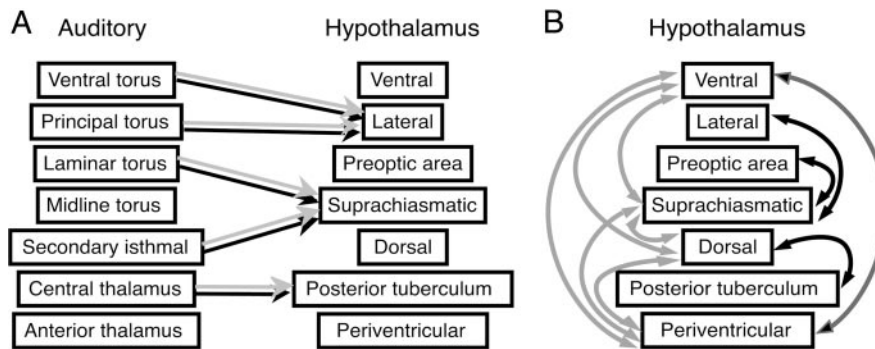 A
Auditory
Hypothalamus
Ventral torus
Ventral
Principal torus
Lateral
Laminar torus
Preoptic area
Midline torus
Suprachiasmatic
Secondary isthmal
Dorsal
Central thalamus
Posterior tuberculum
Anterior thalamus
Periventricular
B
Hypothalamus
Ventral
Lateral
Preoptic area
Suprachiasmatic
Dorsal
Posterior tuberculum
Periventricular